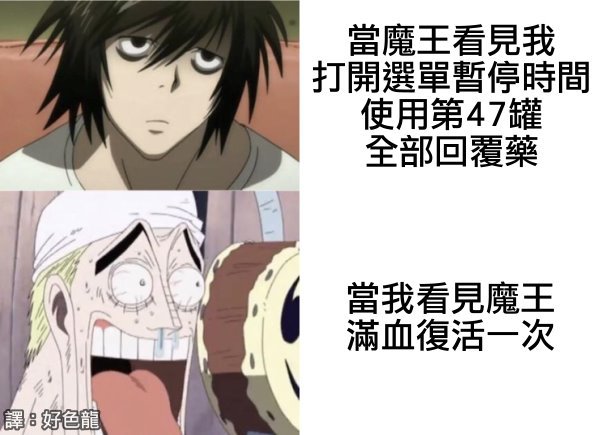 當魔王看見我
打開選單暫停時間
使用第47罐
全部回覆藥
當我看見魔王
滿血復活一次
譯：好色龍